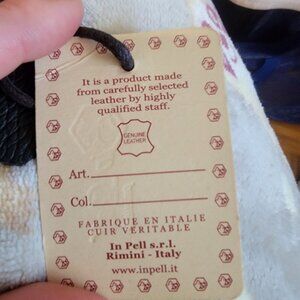 It is a product made
from carefully selected
leather by highly
qualified staff.
GENUINE
LEATHER
Art.
Col.
FABRIQUE EN ITALIE
CUIR VERITABLE
In Pell s.r.l.
Rimini - Italy
www.inpell.it